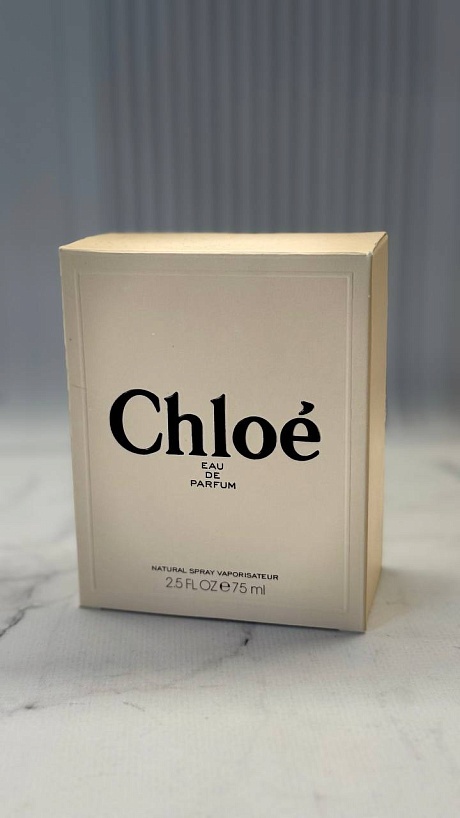 Chloé
EAU
DE
PARFUM
NATURAL SPRAY VAPORISATEUR
2.5 FL OZ ℮ 75 ml